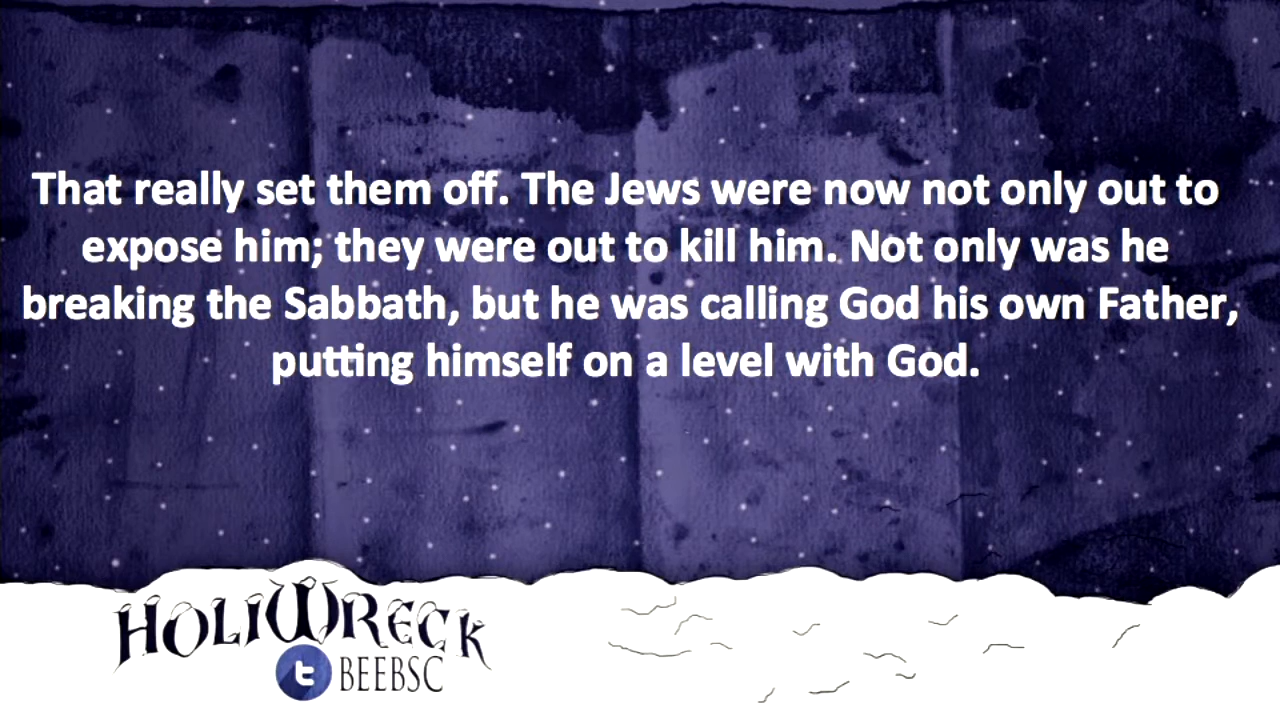 That really set them off. The Jews were now not only out to
expose him; they were out to kill him. Not only was he
breaking the Sabbath, but he was calling God his own Father,
putting himself on a level with God.
HOLIWRECK
t BEEBSC